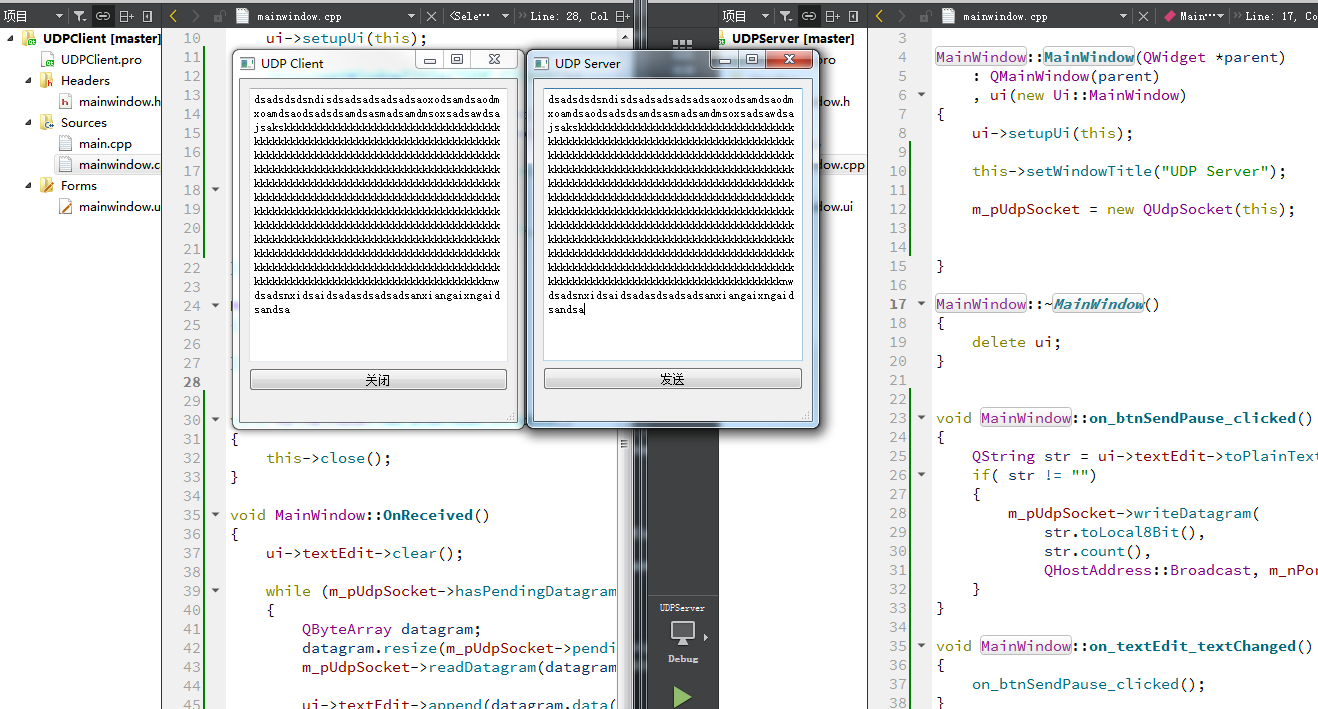 项目
mainwindow.cpp
<Sele…
Line: 28, Col
UDPClient [master]
UDPClient.pro
Headers
mainwindow.h
Sources
main.cpp
mainwindow.c
Forms
mainwindow.u
10 ui->setupUi(this);
11
12
13
14
15
16
17
18
19
20
21
22
23
24
25
26
27
28
29
30
31 {
32 this->close();
33 }
34
35 void MainWindow::OnReceived()
36 {
37 ui->textEdit->clear();
38
39 while (m_pUdpSocket->hasPendingDatagram
40 {
41 QByteArray datagram;
42 datagram.resize(m_pUdpSocket->pendi
43 m_pUdpSocket->readDatagram(datagram
44
45 ui->textEdit->append(datagram.data(
UDP Client
dsadsdsdsndisdsadsadsadsadsaoxodsamdsaodm
xoamdsaodsadsdsamdsasmadsamdmsoxsadsawdsa
dsadsnxidsaidsadasdsadsadsanxiangaixngaid
sandsa
关闭
UDP Server
dsadsdsdsndisdsadsadsadsadsaoxodsamdsaodm
xoamdsaodsadsdsamdsasmadsamdmsoxsadsawdsa
dsadsnxidsaidsadasdsadsadsanxiangaixngaid
sandsa
发送
项目
mainwindow.cpp
Main…
Line: 17, Co
UDPServer [master]
pro
dow.h
dow.cpp
dow.ui
UDPServer
Debug
3
4 MainWindow::MainWindow(QWidget *parent)
5 : QMainWindow(parent)
6 , ui(new Ui::MainWindow)
7 {
8 ui->setupUi(this);
9
10 this->setWindowTitle("UDP Server");
11
12 m_pUdpSocket = new QUdpSocket(this);
13
14
15 }
16
17 MainWindow::~MainWindow()
18 {
19 delete ui;
20 }
21
22
23 void MainWindow::on_btnSendPause_clicked()
24 {
25 QString str = ui->textEdit->toPlainText
26 if( str != "")
27 {
28 m_pUdpSocket->writeDatagram(
29 str.toLocal8Bit(),
30 str.count(),
31 QHostAddress::Broadcast, m_nPor
32 }
33 }
34
35 void MainWindow::on_textEdit_textChanged()
36 {
37 on_btnSendPause_clicked();
38 }